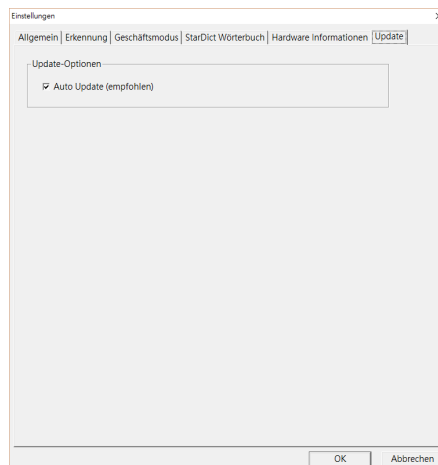 Einstellungen
Allgemein Erkennung Geschäftsmodus StarDict Wörterbuch Hardware Informationen Update
Update-Optionen
Auto Update (empfohlen)
OK Abbrechen